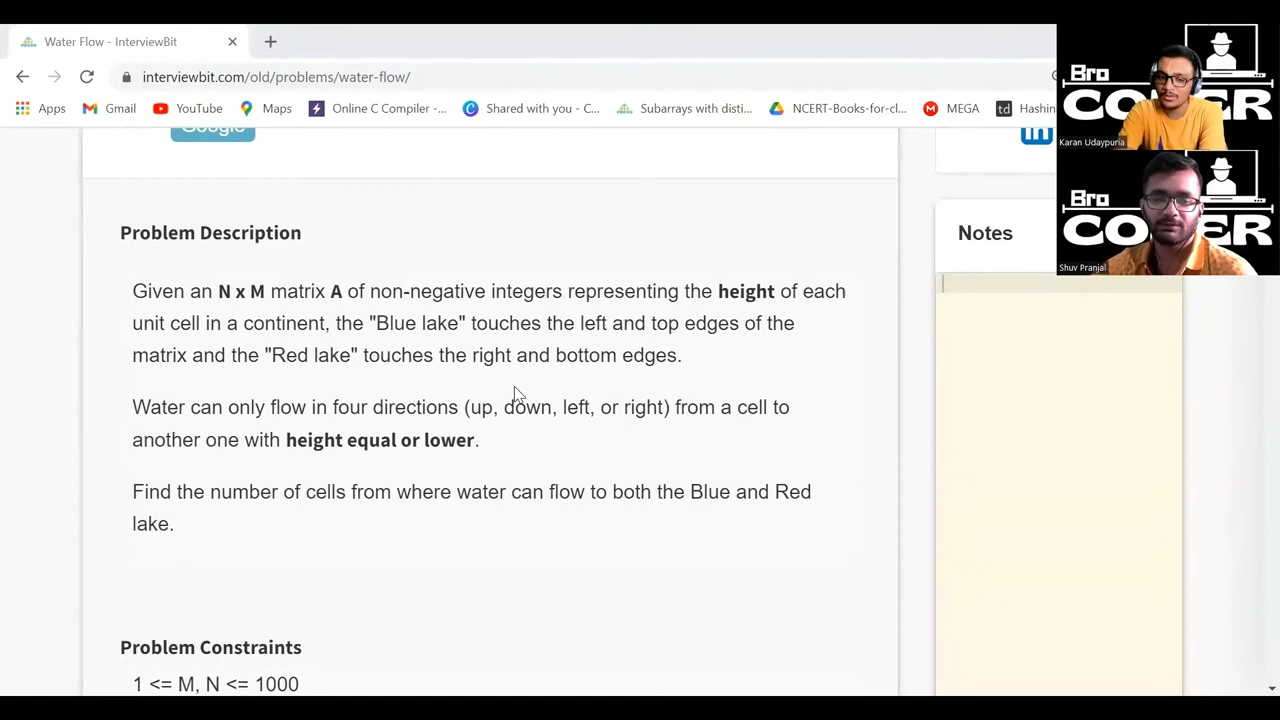 Water Flow - InterviewBit
interviewbit.com/old/problems/water-flow/
Apps Gmail YouTube Maps Online C Compiler -... Shared with you - C... Subarrays with disti... NCERT-Books-for-cl... MEGA Hashin
Google
in
Bro
CODER
Karan Udaypuria
Bro
CODER
Shuv Pranjal
Problem Description
Notes
Given an N x M matrix A of non-negative integers representing the height of each
unit cell in a continent, the "Blue lake" touches the left and top edges of the
matrix and the "Red lake" touches the right and bottom edges.
Water can only flow in four directions (up, down, left, or right) from a cell to
another one with height equal or lower.
Find the number of cells from where water can flow to both the Blue and Red
lake.
Problem Constraints
1 <= M, N <= 1000